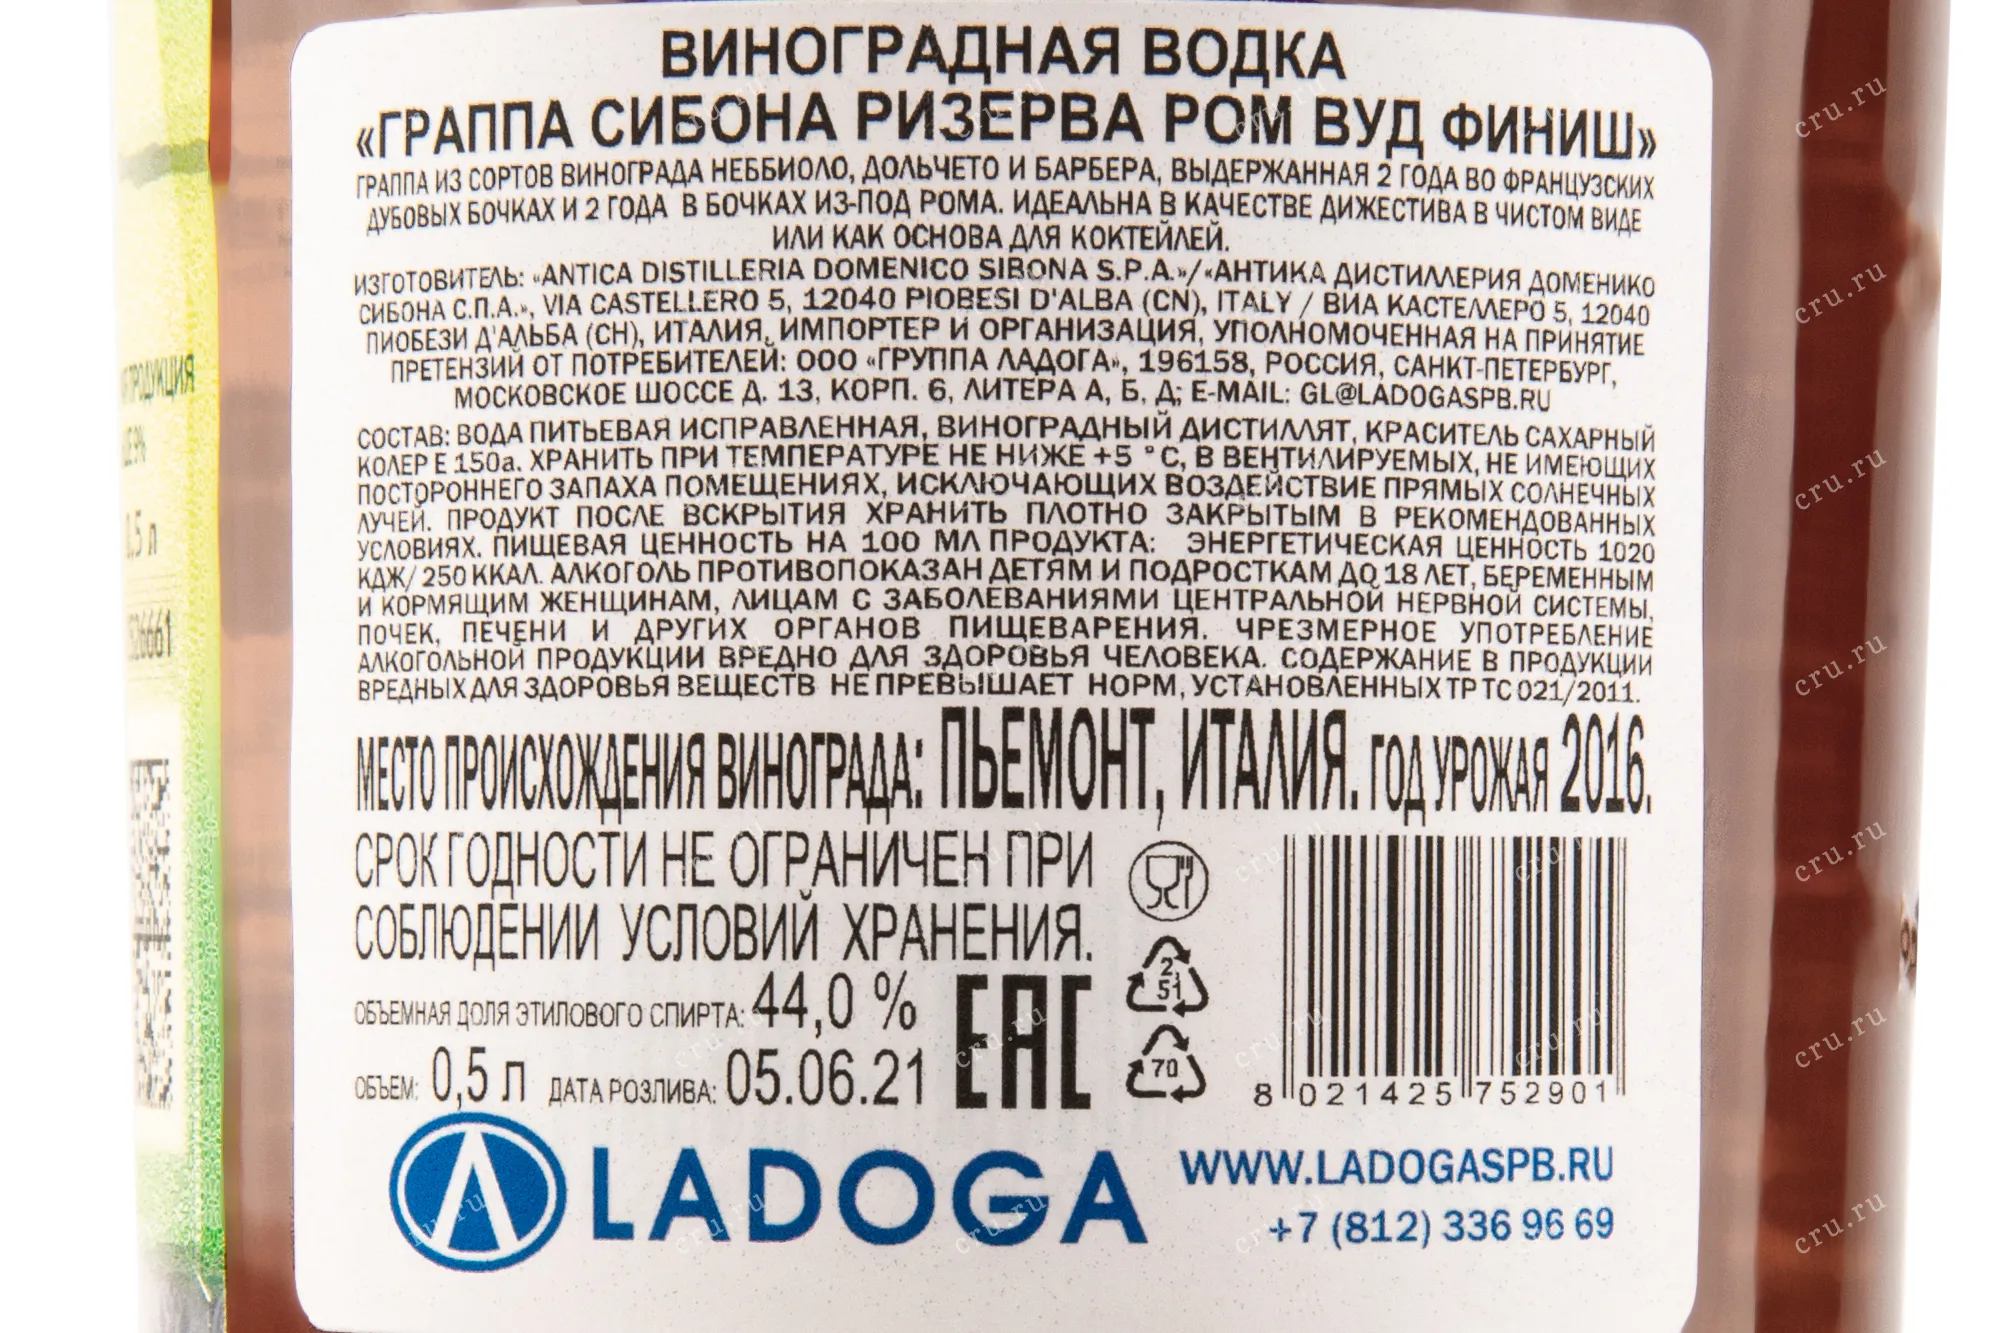 ВИНОГРАДНАЯ ВОДКА
«ГРАППА СИБОНА РИЗЕРВА РОМ ВУД ФИНИШ»
ГРАППА ИЗ СОРТОВ ВИНОГРАДА НЕББИОЛО, ДОЛЬЧЕТО И БАРБЕРА, ВЫДЕРЖАННАЯ 2 ГОДА ВО ФРАНЦУЗСКИХ
ДУБОВЫХ БОЧКАХ И 2 ГОДА В БОЧКАХ ИЗ-ПОД РОМА. ИДЕАЛЬНА В КАЧЕСТВЕ ДИЖЕСТИВА В ЧИСТОМ ВИДЕ
ИЛИ КАК ОСНОВА ДЛЯ КОКТЕЙЛЕЙ.
ИЗГОТОВИТЕЛЬ: «ANTICA DISTILLERIA DOMENICO SIBONA S.P.A.»/«АНТИКА ДИСТИЛЛЕРИЯ ДОМЕНИКО
СИБОНА С.П.А.», VIA CASTELLERO 5, 12040 PIOBESI D'ALBA (CN), ITALY / ВИА КАСТЕЛЛЕРО 5, 12040
ПИОБЕЗИ Д'АЛЬБА (СН), ИТАЛИЯ, ИМПОРТЕР И ОРГАНИЗАЦИЯ, УПОЛНОМОЧЕННАЯ НА ПРИНЯТИЕ
ПРЕТЕНЗИЙ ОТ ПОТРЕБИТЕЛЕЙ: ООО «ГРУППА ЛАДОГА», 196158, РОССИЯ, САНКТ-ПЕТЕРБУРГ,
МОСКОВСКОЕ ШОССЕ Д. 13, КОРП. 6, ЛИТЕРА А, Б, Д; E-MAIL: GL@LADOGASPB.RU
СОСТАВ: ВОДА ПИТЬЕВАЯ ИСПРАВЛЕННАЯ, ВИНОГРАДНЫЙ ДИСТИЛЛЯТ, КРАСИТЕЛЬ САХАРНЫЙ
КОЛЕР Е 150а. ХРАНИТЬ ПРИ ТЕМПЕРАТУРЕ НЕ НИЖЕ +5 °С, В ВЕНТИЛИРУЕМЫХ, НЕ ИМЕЮЩИХ
ПОСТОРОННЕГО ЗАПАХА ПОМЕЩЕНИЯХ, ИСКЛЮЧАЮЩИХ ВОЗДЕЙСТВИЕ ПРЯМЫХ СОЛНЕЧНЫХ
ЛУЧЕЙ. ПРОДУКТ ПОСЛЕ ВСКРЫТИЯ ХРАНИТЬ ПЛОТНО ЗАКРЫТЫМ В РЕКОМЕНДОВАННЫХ
УСЛОВИЯХ. ПИЩЕВАЯ ЦЕННОСТЬ НА 100 МЛ ПРОДУКТА: ЭНЕРГЕТИЧЕСКАЯ ЦЕННОСТЬ 1020
КДЖ/ 250 ККАЛ. АЛКОГОЛЬ ПРОТИВОПОКАЗАН ДЕТЯМ И ПОДРОСТКАМ ДО 18 ЛЕТ, БЕРЕМЕННЫМ
И КОРМЯЩИМ ЖЕНЩИНАМ, ЛИЦАМ С ЗАБОЛЕВАНИЯМИ ЦЕНТРАЛЬНОЙ НЕРВНОЙ СИСТЕМЫ,
ПОЧЕК, ПЕЧЕНИ И ДРУГИХ ОРГАНОВ ПИЩЕВАРЕНИЯ. ЧРЕЗМЕРНОЕ УПОТРЕБЛЕНИЕ
АЛКОГОЛЬНОЙ ПРОДУКЦИИ ВРЕДНО ДЛЯ ЗДОРОВЬЯ ЧЕЛОВЕКА. СОДЕРЖАНИЕ В ПРОДУКЦИИ
ВРЕДНЫХ ДЛЯ ЗДОРОВЬЯ ВЕЩЕСТВ НЕ ПРЕВЫШАЕТ НОРМ, УСТАНОВЛЕННЫХ ТР ТС 021/2011.
МЕСТО ПРОИСХОЖДЕНИЯ ВИНОГРАДА: ПЬЕМОНТ, ИТАЛИЯ. ГОД УРОЖАЯ 2016.
СРОК ГОДНОСТИ НЕ ОГРАНИЧЕН ПРИ
СОБЛЮДЕНИИ УСЛОВИЙ ХРАНЕНИЯ.
ОБЪЕМНАЯ ДОЛЯ ЭТИЛОВОГО СПИРТА: 44,0 %
ОБЪЕМ: 0,5 л ДАТА РОЗЛИВА: 05.06.21
EAC
2
51
70
8 021425 752901
LADOGA
WWW.LADOGASPB.RU
+7 (812) 336 96 69
cru.ru